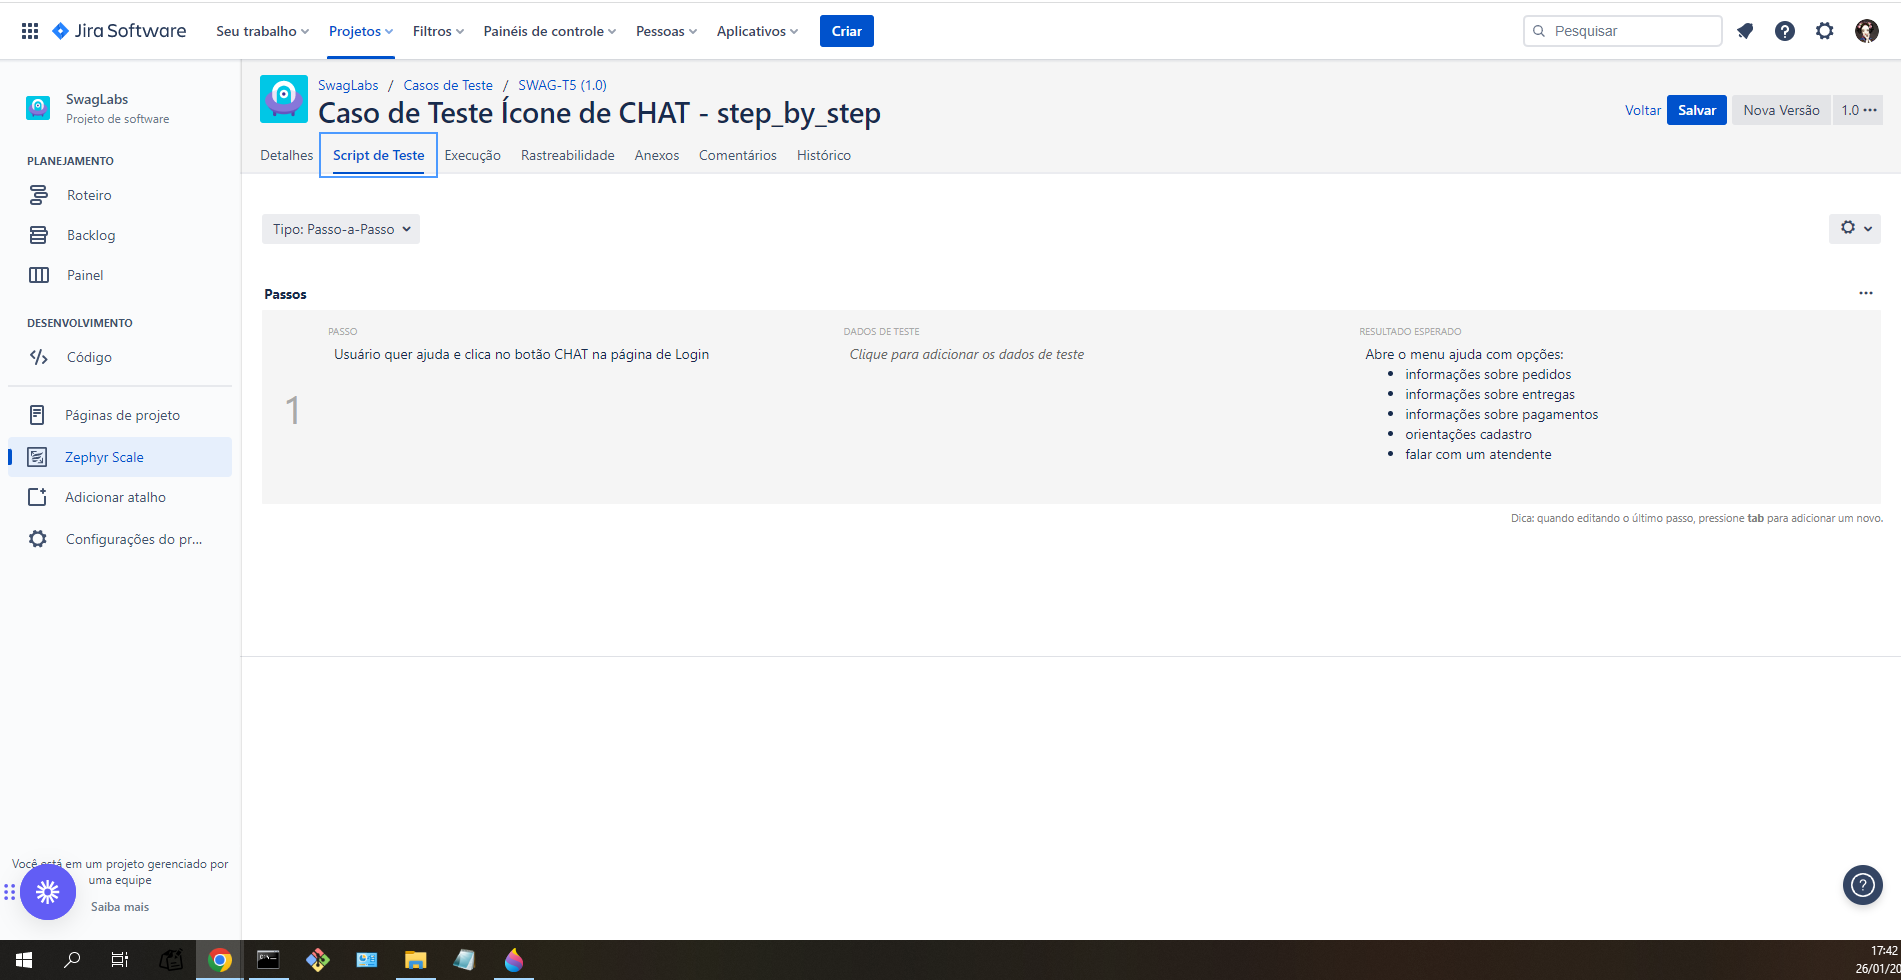 Jira Software
Seu trabalho
Projetos
Filtros
Painéis de controle
Pessoas
Aplicativos
Criar
Pesquisar
SwagLabs
Projeto de software
PLANEJAMENTO
Roteiro
Backlog
Painel
DESENVOLVIMENTO
Código
Páginas de projeto
Zephyr Scale
Adicionar atalho
Configurações do pr...
Você está em um projeto gerenciado por
uma equipe
Saiba mais
SwagLabs / Casos de Teste / SWAG-T5 (1.0)
Caso de Teste Ícone de CHAT - step_by_step
Voltar
Salvar
Nova Versão
1.0
Detalhes
Script de Teste
Execução
Rastreabilidade
Anexos
Comentários
Histórico
Tipo: Passo-a-Passo
Passos
1
PASSO
Usuário quer ajuda e clica no botão CHAT na página de Login
DADOS DE TESTE
Clique para adicionar os dados de teste
RESULTADO ESPERADO
Abre o menu ajuda com opções:
• informações sobre pedidos
• informações sobre entregas
• informações sobre pagamentos
• orientações cadastro
• falar com um atendente
Dica: quando editando o último passo, pressione tab para adicionar um novo.
17:42
26/01/20